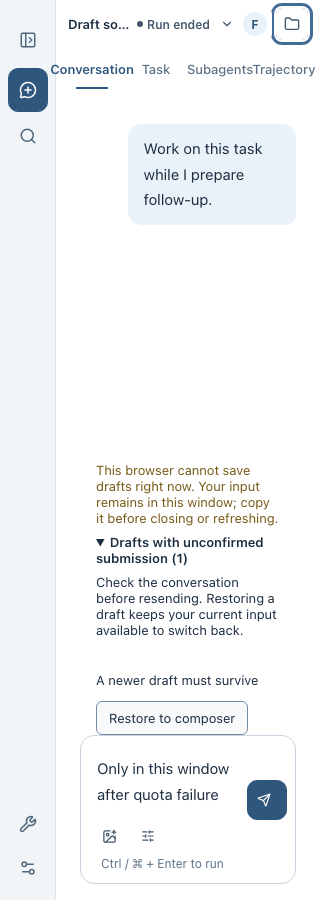 Draft so... Run ended F
Conversation Task Subagents Trajectory
Work on this task
while I prepare
follow-up.
This browser cannot save
drafts right now. Your input
remains in this window; copy
it before closing or refreshing.
Drafts with unconfirmed
submission (1)
Check the conversation
before resending. Restoring a
draft keeps your current input
available to switch back.
A newer draft must survive
Restore to composer
Only in this window
after quota failure
Ctrl / ⌘ + Enter to run